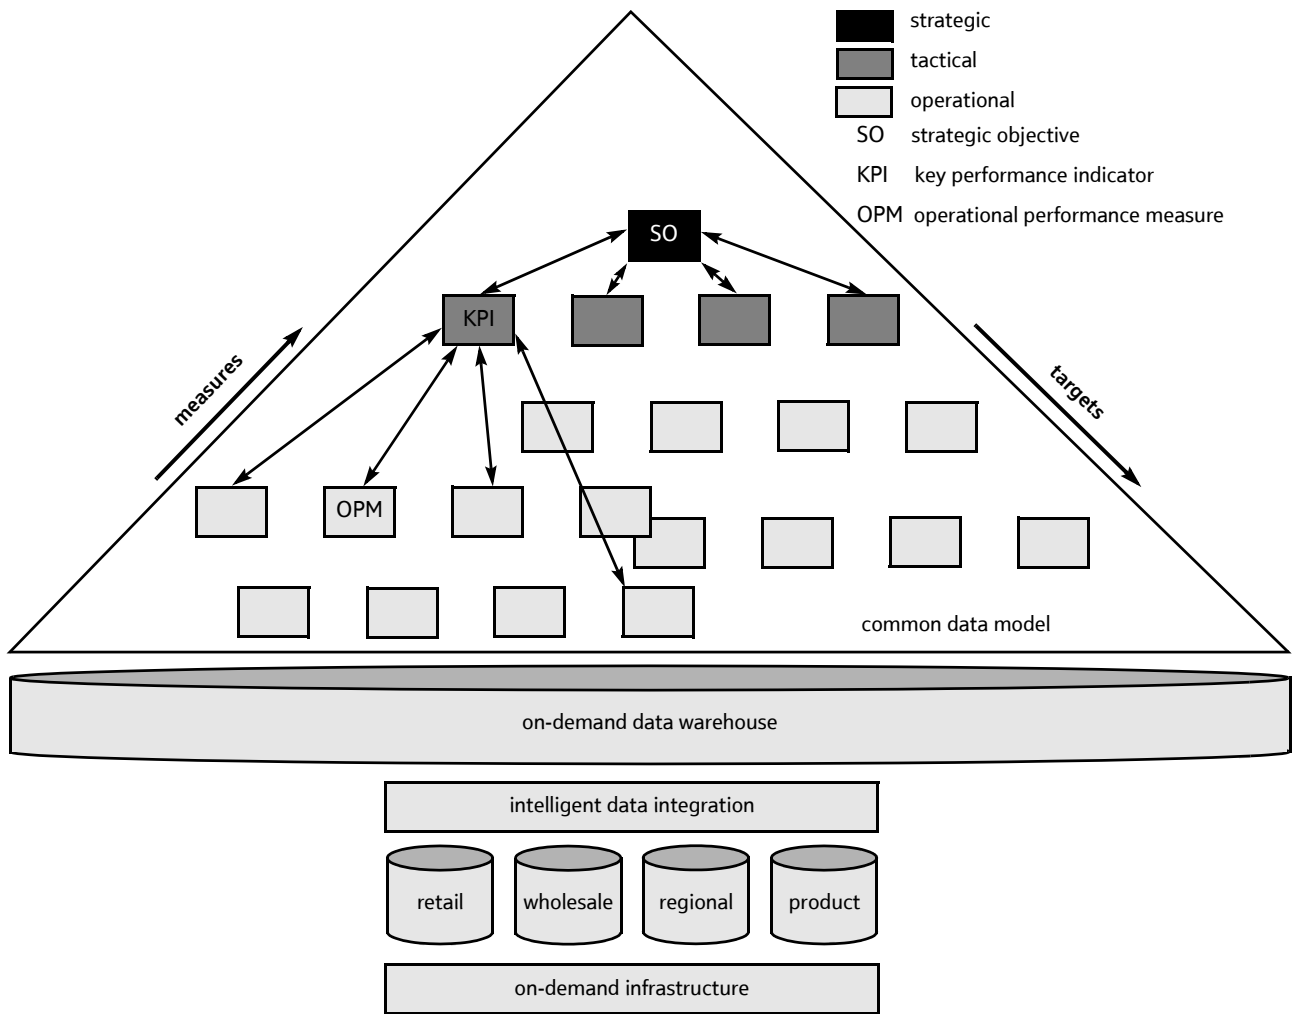 strategic
tactical
operational
SO strategic objective
KPI key performance indicator
OPM operational performance measure
SO
KPI
measures
targets
OPM
common data model
on-demand data warehouse
intelligent data integration
retail wholesale regional product
on-demand infrastructure